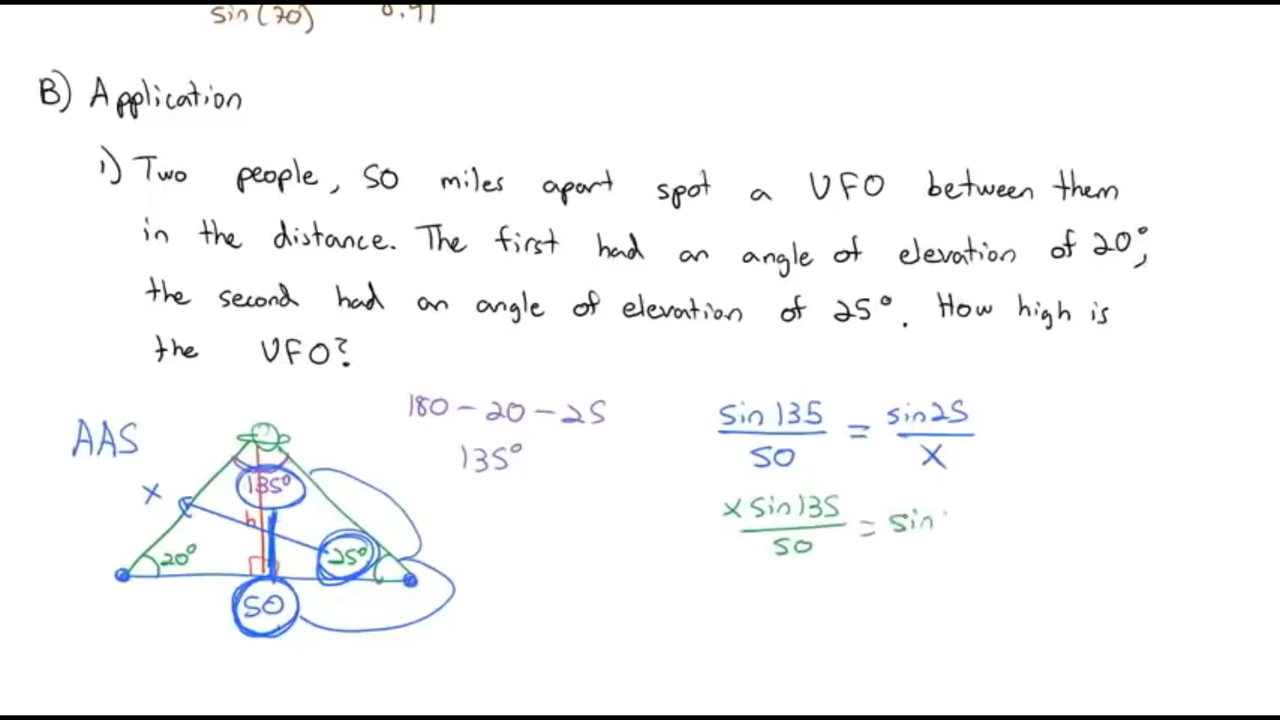 sin(70) 0.91
B) Application
1) Two people, 50 miles apart spot a UFO between them
in the distance. The first had an angle of elevation of 20°;
the second had an angle of elevation of 25°. How high is
the UFO?
AAS
180 - 20 - 25
135°
x
135°
h
20°
25°
50
sin 135 / 50 = sin 25 / x
x sin 135 / 50 = sin